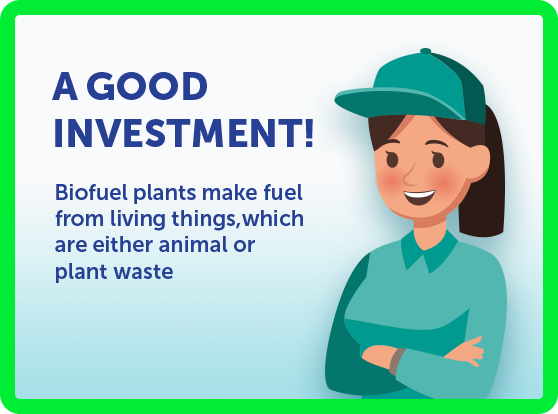 A GOOD
INVESTMENT!
Biofuel plants make fuel
from living things,which
are either animal or
plant waste